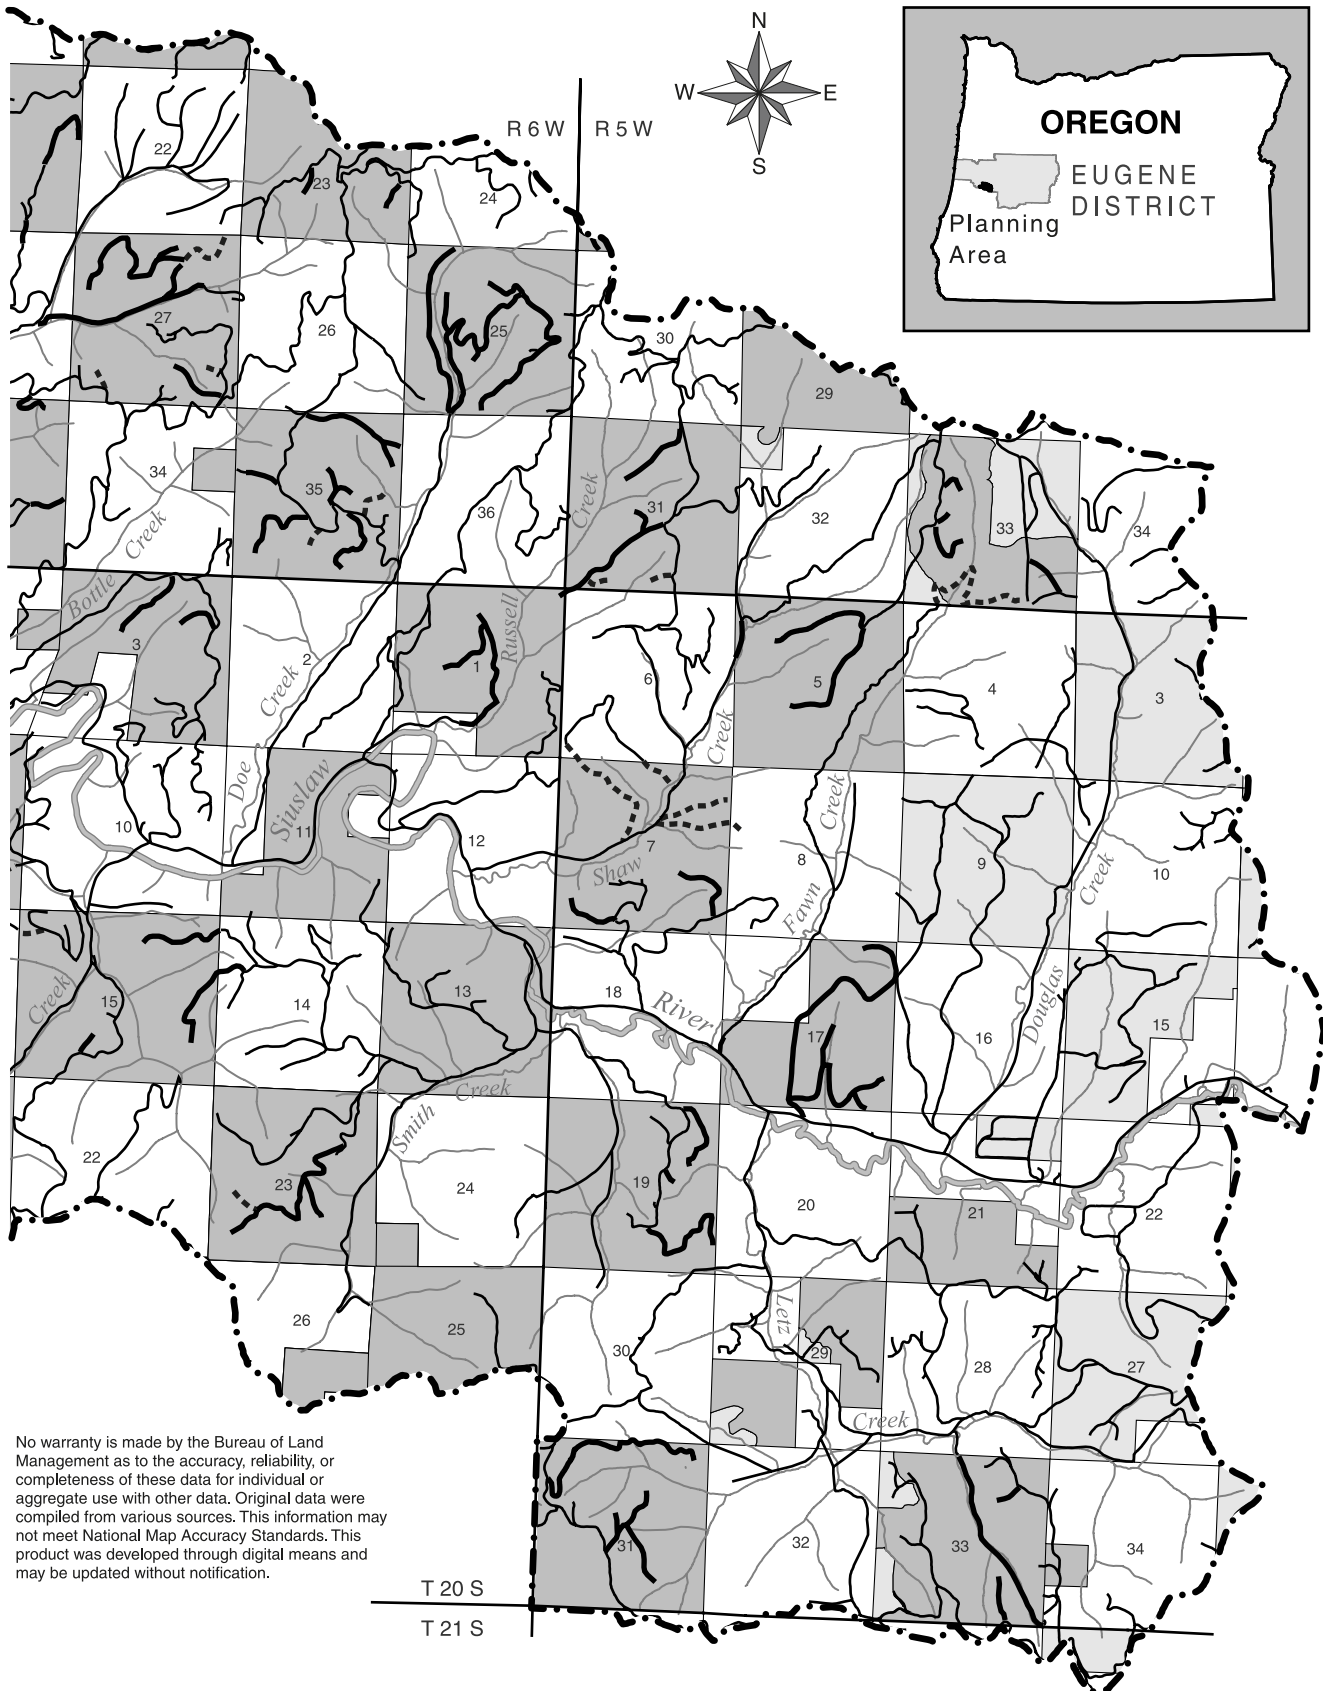 N
W
E
S
R 6 W
R 5 W
OREGON
EUGENE
DISTRICT
Planning
Area
22
23
24
27
26
25
30
29
34
35
36
31
32
33
34
Creek
Creek
Bottle
Russell
3
2
1
6
5
4
3
Creek
Creek
Doe
Siuslaw
10
11
12
7
8
9
10
Shaw
Creek
Fawn
Creek
Creek
15
14
13
18
River
17
16
Douglas
15
Smith
Creek
22
23
24
19
20
21
22
26
25
30
Letz
29
28
27
Creek
31
32
33
34
No warranty is made by the Bureau of Land
Management as to the accuracy, reliability, or
completeness of these data for individual or
aggregate use with other data. Original data were
compiled from various sources. This information may
not meet National Map Accuracy Standards. This
product was developed through digital means and
may be updated without notification.
T 20 S
T 21 S